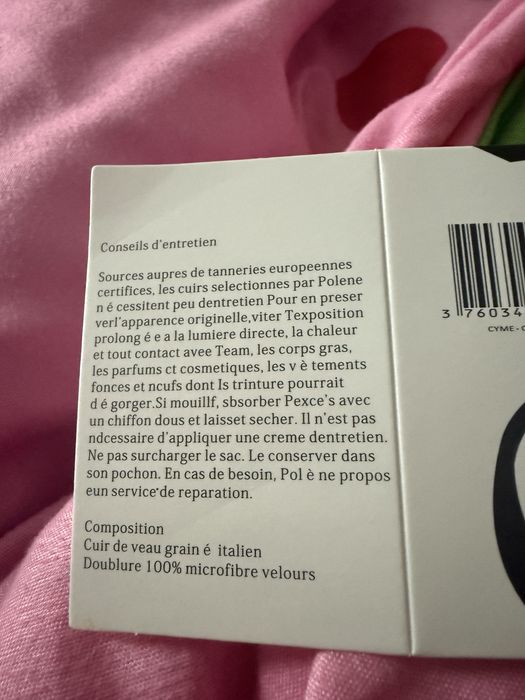 Conseils d'entretien
Sources aupres de tanneries europeennes
certifices, les cuirs selectionnes par Polene
n é cessitent peu dentretien Pour en preser
verl'apparence originelle,viter Texposition
prolong é e a la lumiere directe, la chaleur
et tout contact avee Team, les corps gras,
les parfums ct cosmetiques, les v è tements
fonces et ncufs dont Is trinture pourrait
d é gorger.Si mouillf, sbsorber Pexce's avec
un chiffon dous et laisset secher. Il n'est pas
ndcessaire d'appliquer une creme dentretien.
Ne pas surcharger le sac. Le conserver dans
son pochon. En cas de besoin, Pol è ne propos
eun service de reparation.
Composition
Cuir de veau grain é italien
Doublure 100% microfibre velours
3 76034
CYME-